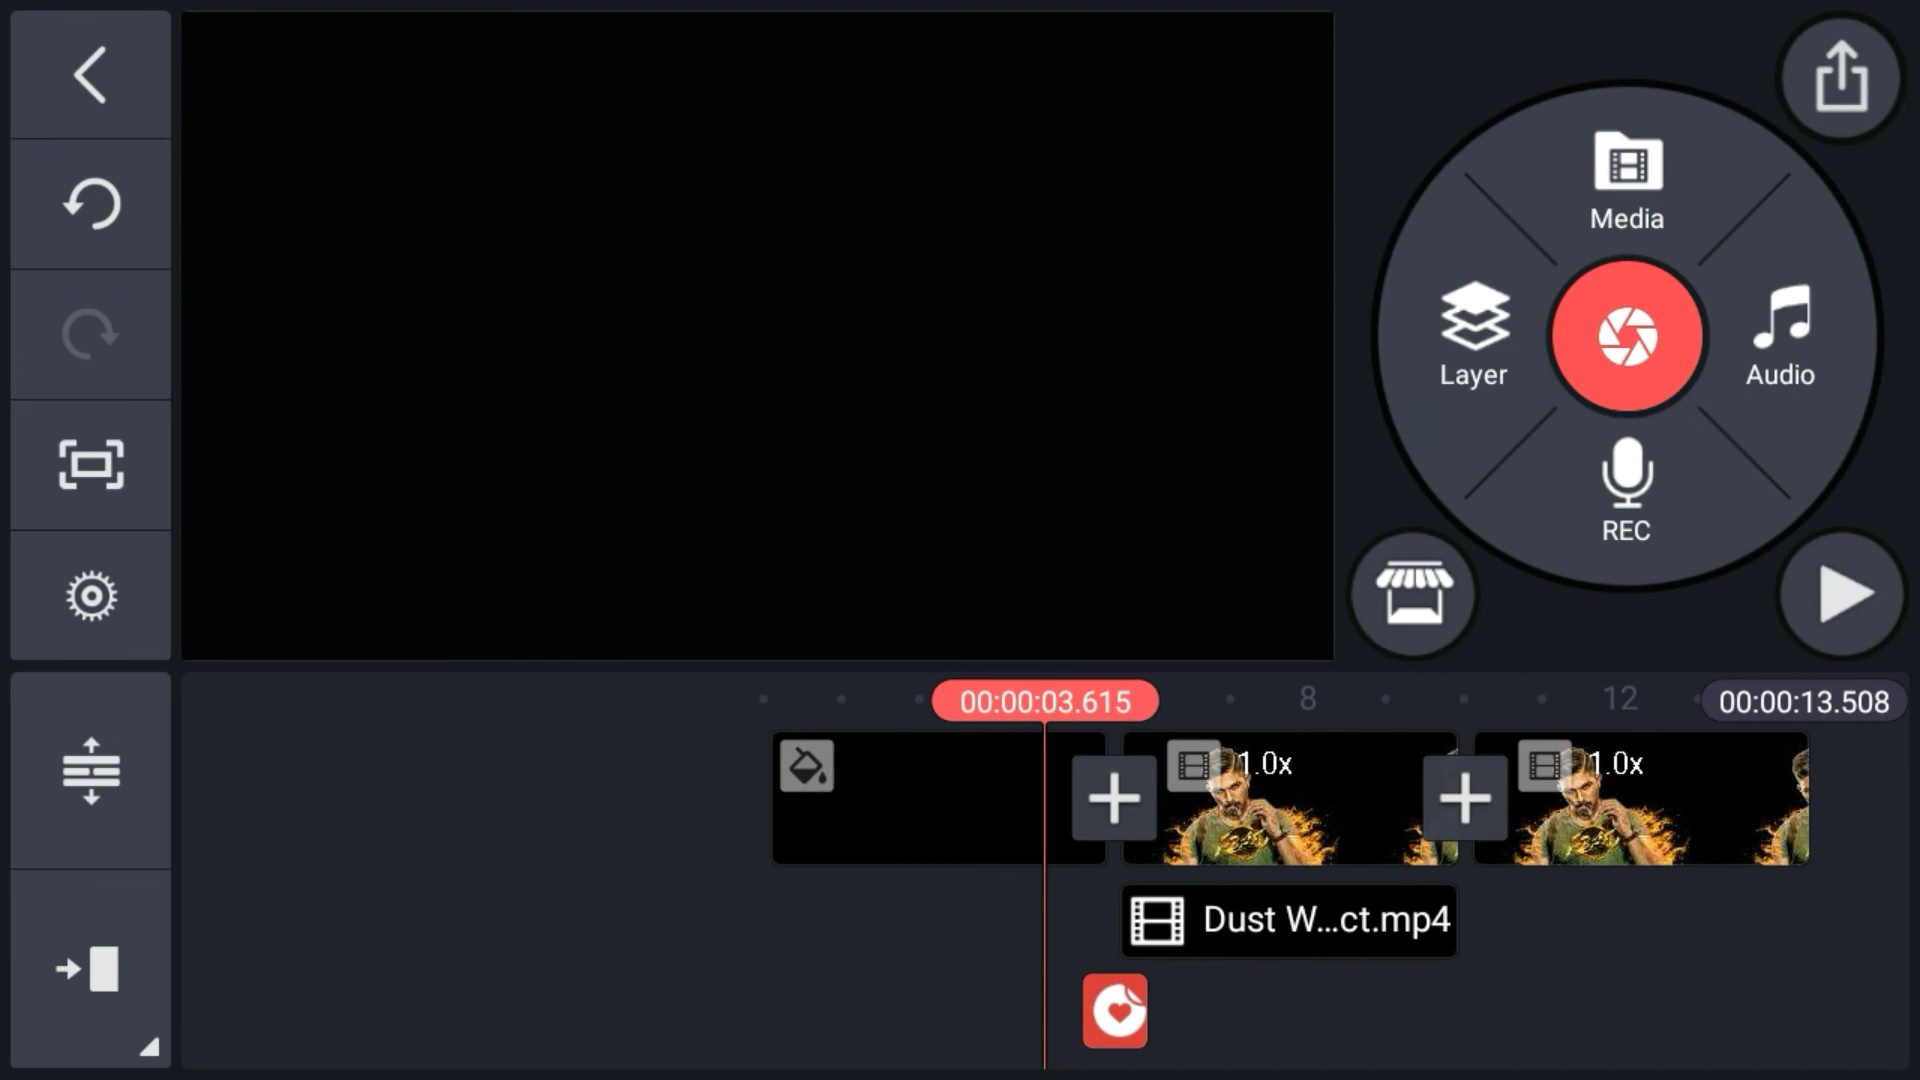 Media
Layer
Audio
REC
00:00:03.615
8
12
00:00:13.508
1.0x
1.0x
Dust W...ct.mp4